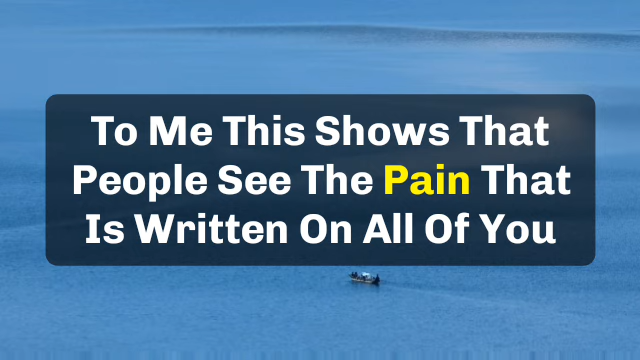 To Me This Shows That
People See The Pain That
Is Written On All Of You